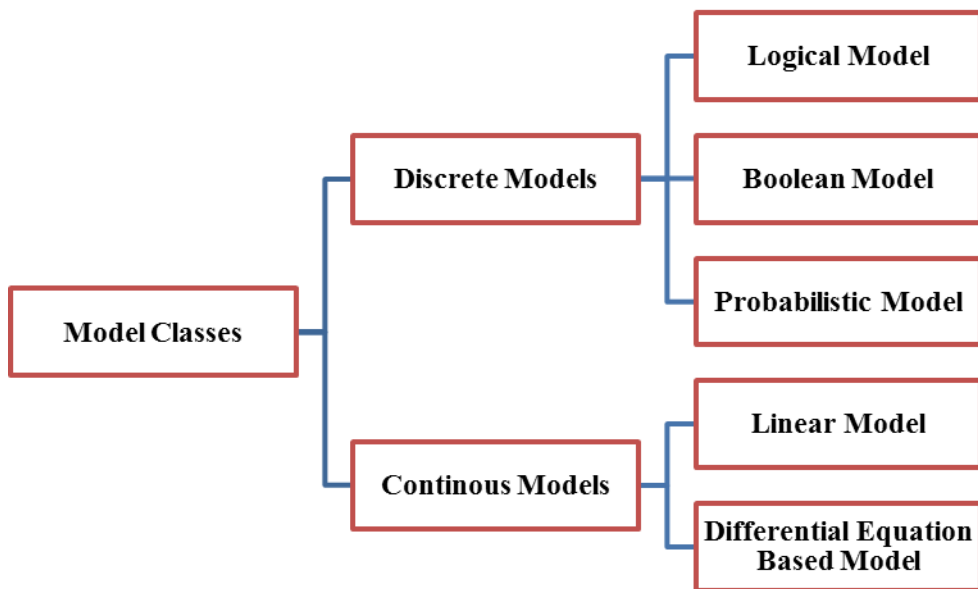 Model Classes
Discrete Models
Logical Model
Boolean Model
Probabilistic Model
Continous Models
Linear Model
Differential Equation
Based Model